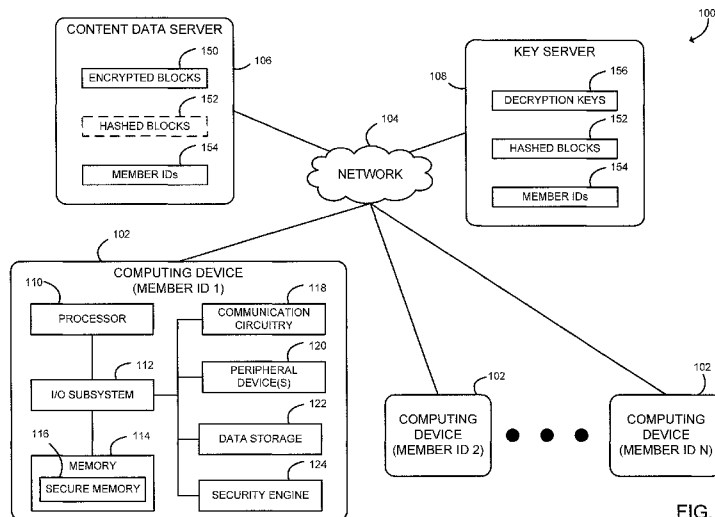 100
CONTENT DATA SERVER
150
106
ENCRYPTED BLOCKS
152
HASHED BLOCKS
154
MEMBER IDs
KEY SERVER
108
156
DECRYPTION KEYS
152
HASHED BLOCKS
154
MEMBER IDs
104
NETWORK
102
COMPUTING DEVICE
(MEMBER ID 1)
110
PROCESSOR
112
I/O SUBSYSTEM
116
114
MEMORY
SECURE MEMORY
118
COMMUNICATION
CIRCUITRY
120
PERIPHERAL
DEVICE(S)
122
DATA STORAGE
124
SECURITY ENGINE
102
COMPUTING
DEVICE
(MEMBER ID 2)
102
COMPUTING
DEVICE
(MEMBER ID N)
FIG.